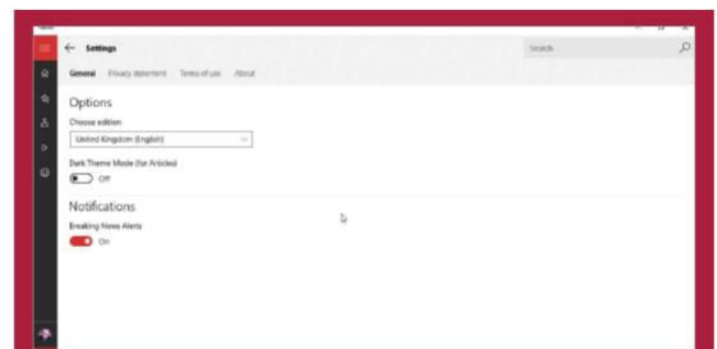 Settings
Search
General Privacy statement Terms of use About
Options
Choose edition
United Kingdom (English)
Dark Theme Mode (for Articles)
Off
Notifications
Breaking News Alerts
On